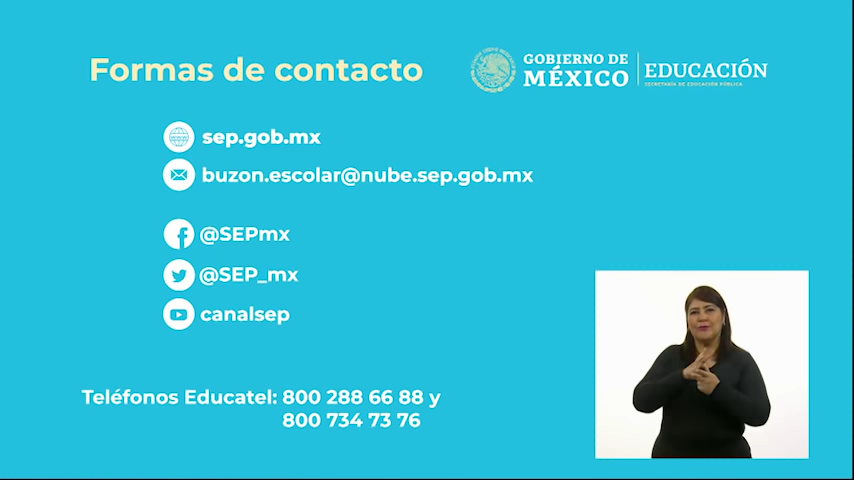 Formas de contacto
GOBIERNO DE
MÉXICO
EDUCACIÓN
SECRETARÍA DE EDUCACIÓN PÚBLICA
sep.gob.mx
buzon.escolar@nube.sep.gob.mx
@SEPmx
@SEP_mx
canalsep
Teléfonos Educatel: 800 288 66 88 y
800 734 73 76